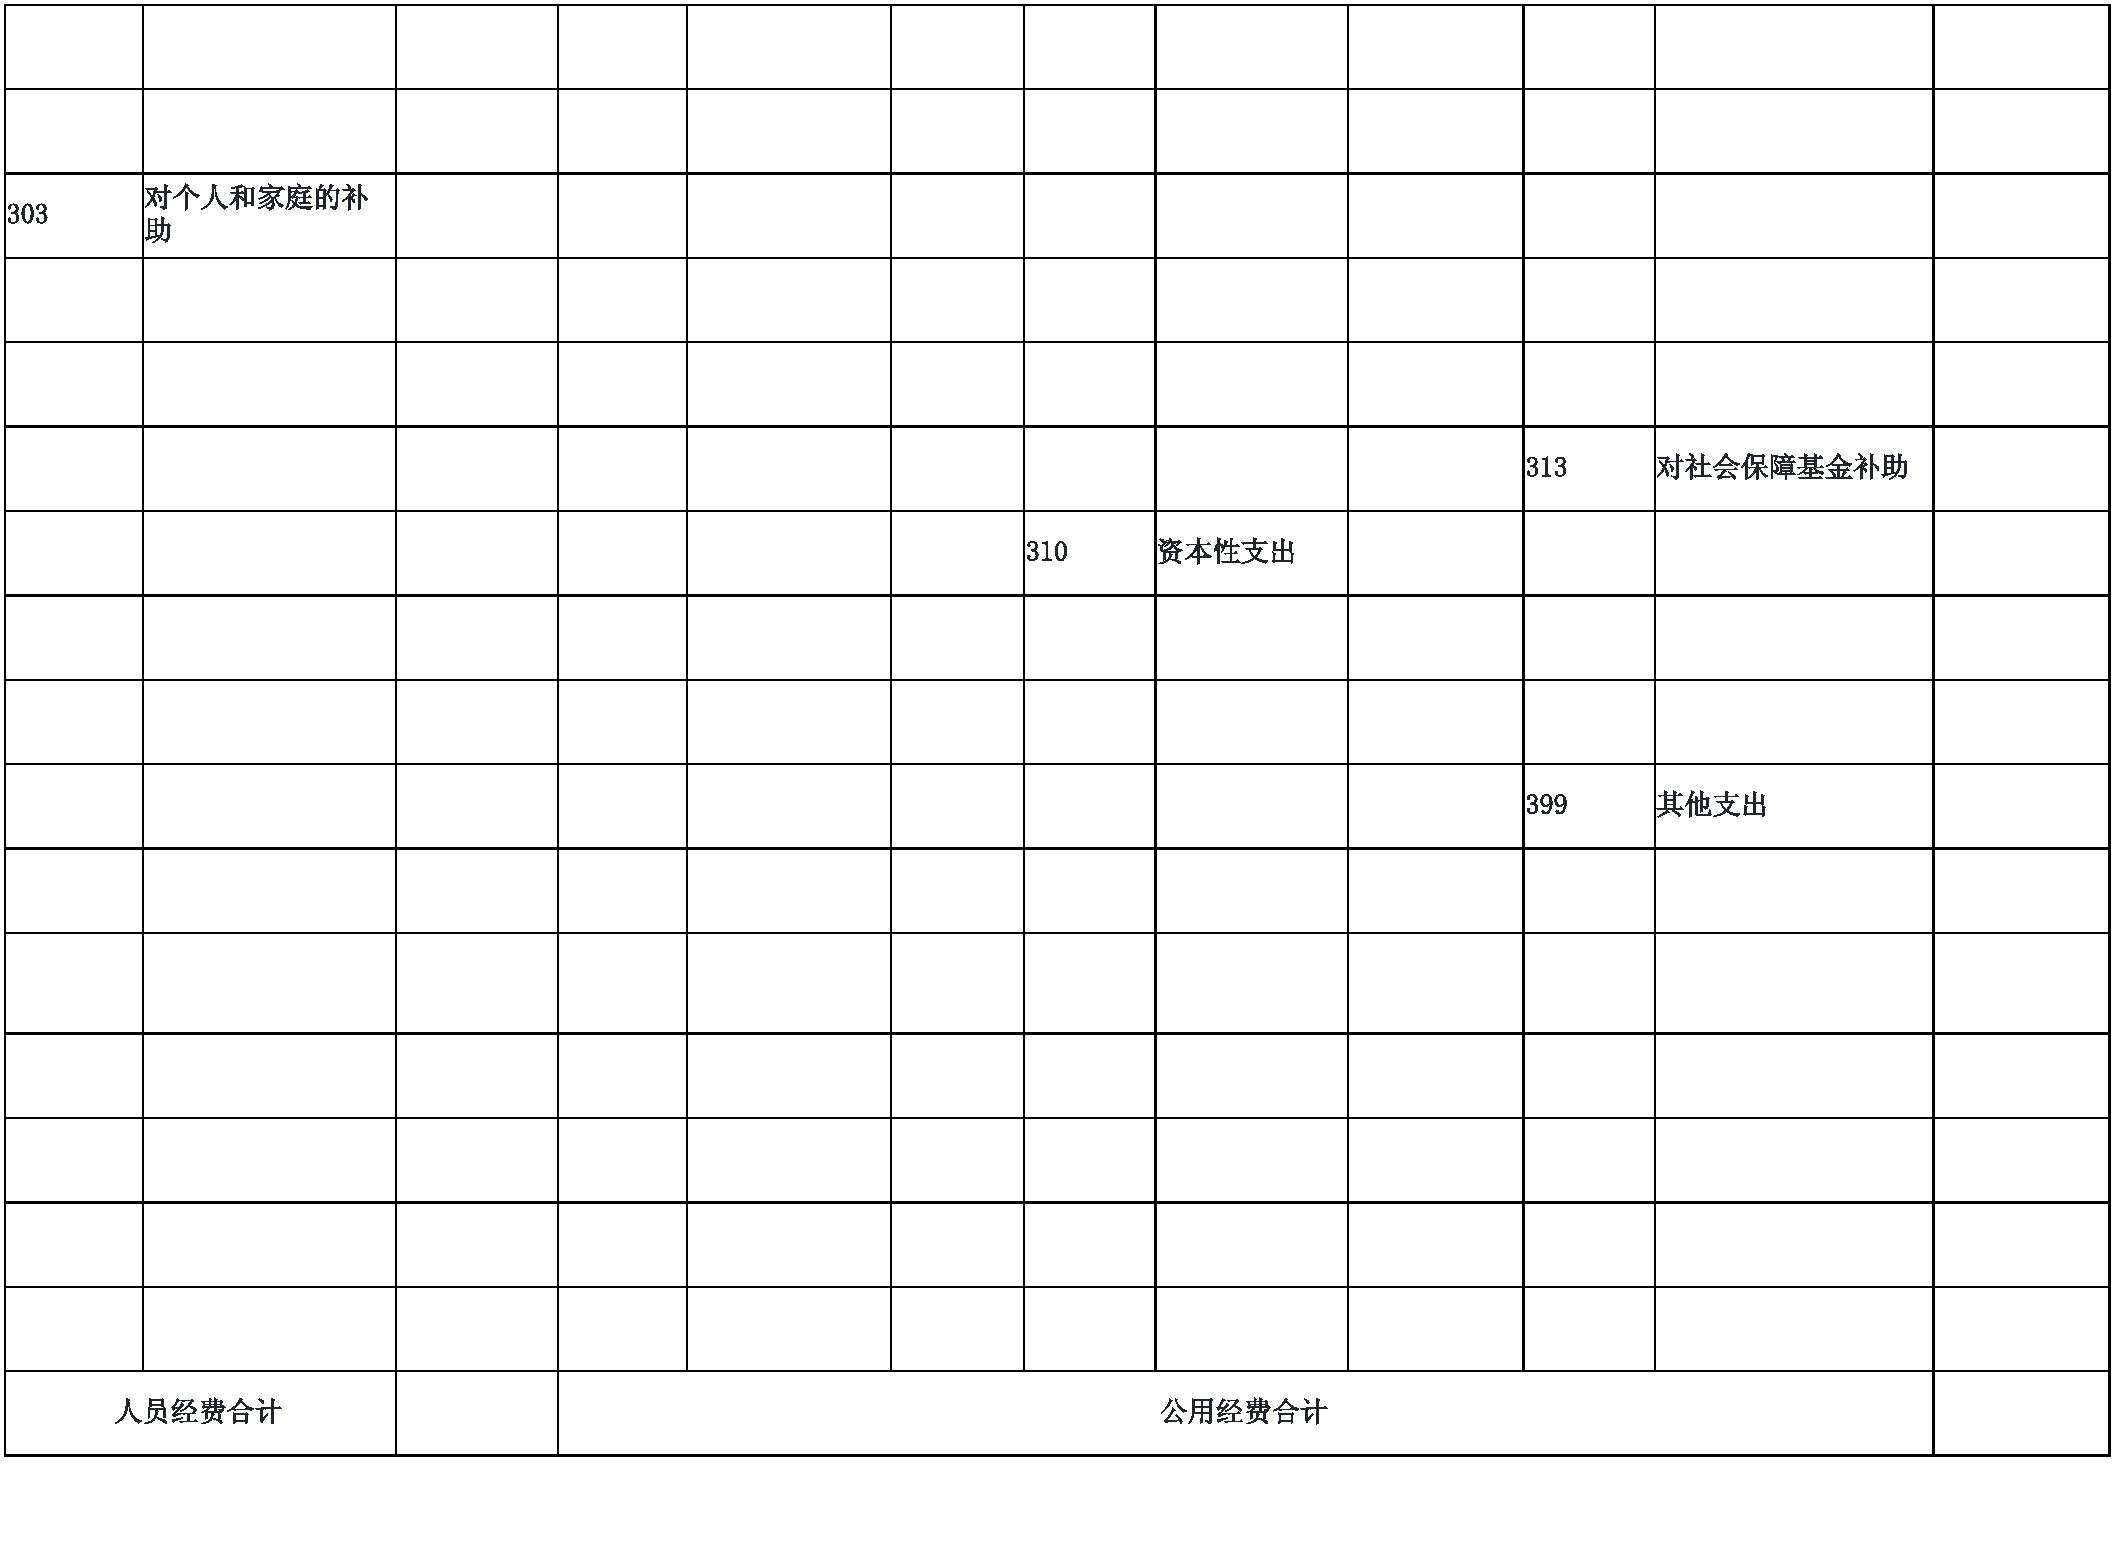 303
对个人和家庭的补
助
313
对社会保障基金补助
310
资本性支出
399
其他支出
人员经费合计
公用经费合计